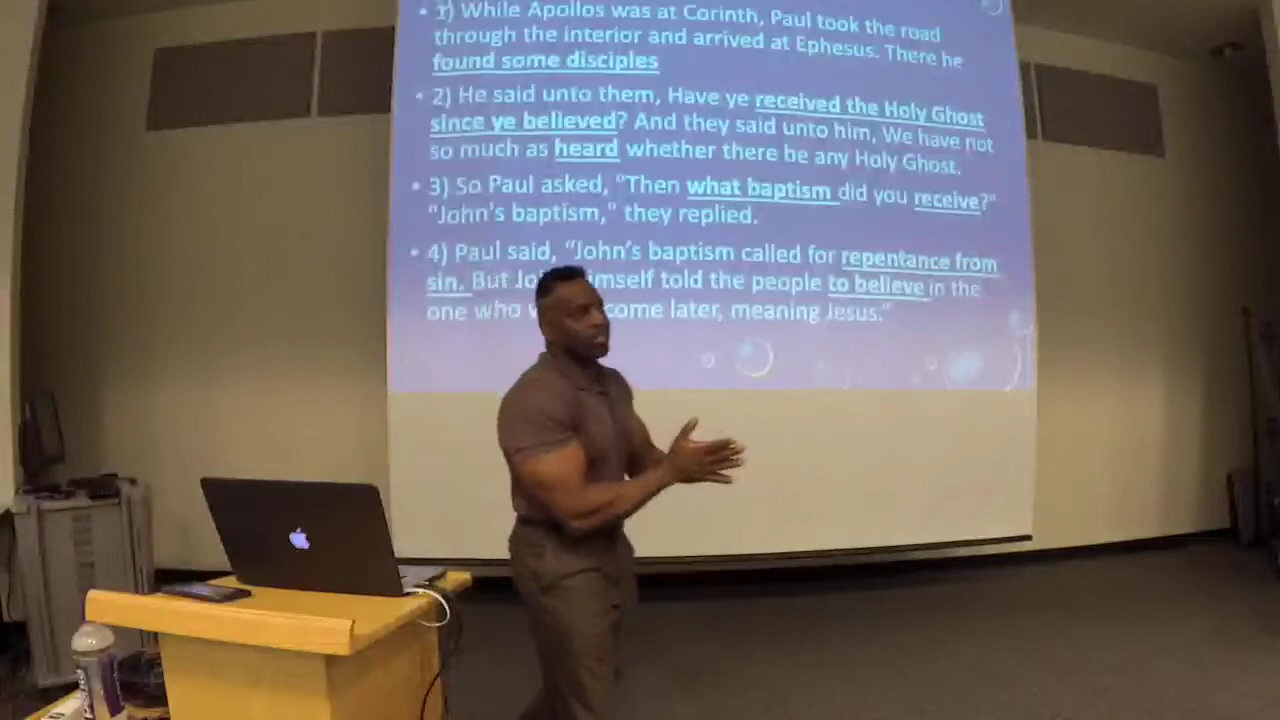 • 1) While Apollos was at Corinth, Paul took the road
through the interior and arrived at Ephesus. There he
found some disciples
• 2) He said unto them, Have ye received the Holy Ghost
since ye believed? And they said unto him, We have not
so much as heard whether there be any Holy Ghost.
• 3) So Paul asked, “Then what baptism did you receive?”
“John’s baptism,” they replied.
• 4) Paul said, “John’s baptism called for repentance from
sin. But Jo imself told the people to believe in the
one who come later, meaning Jesus.”